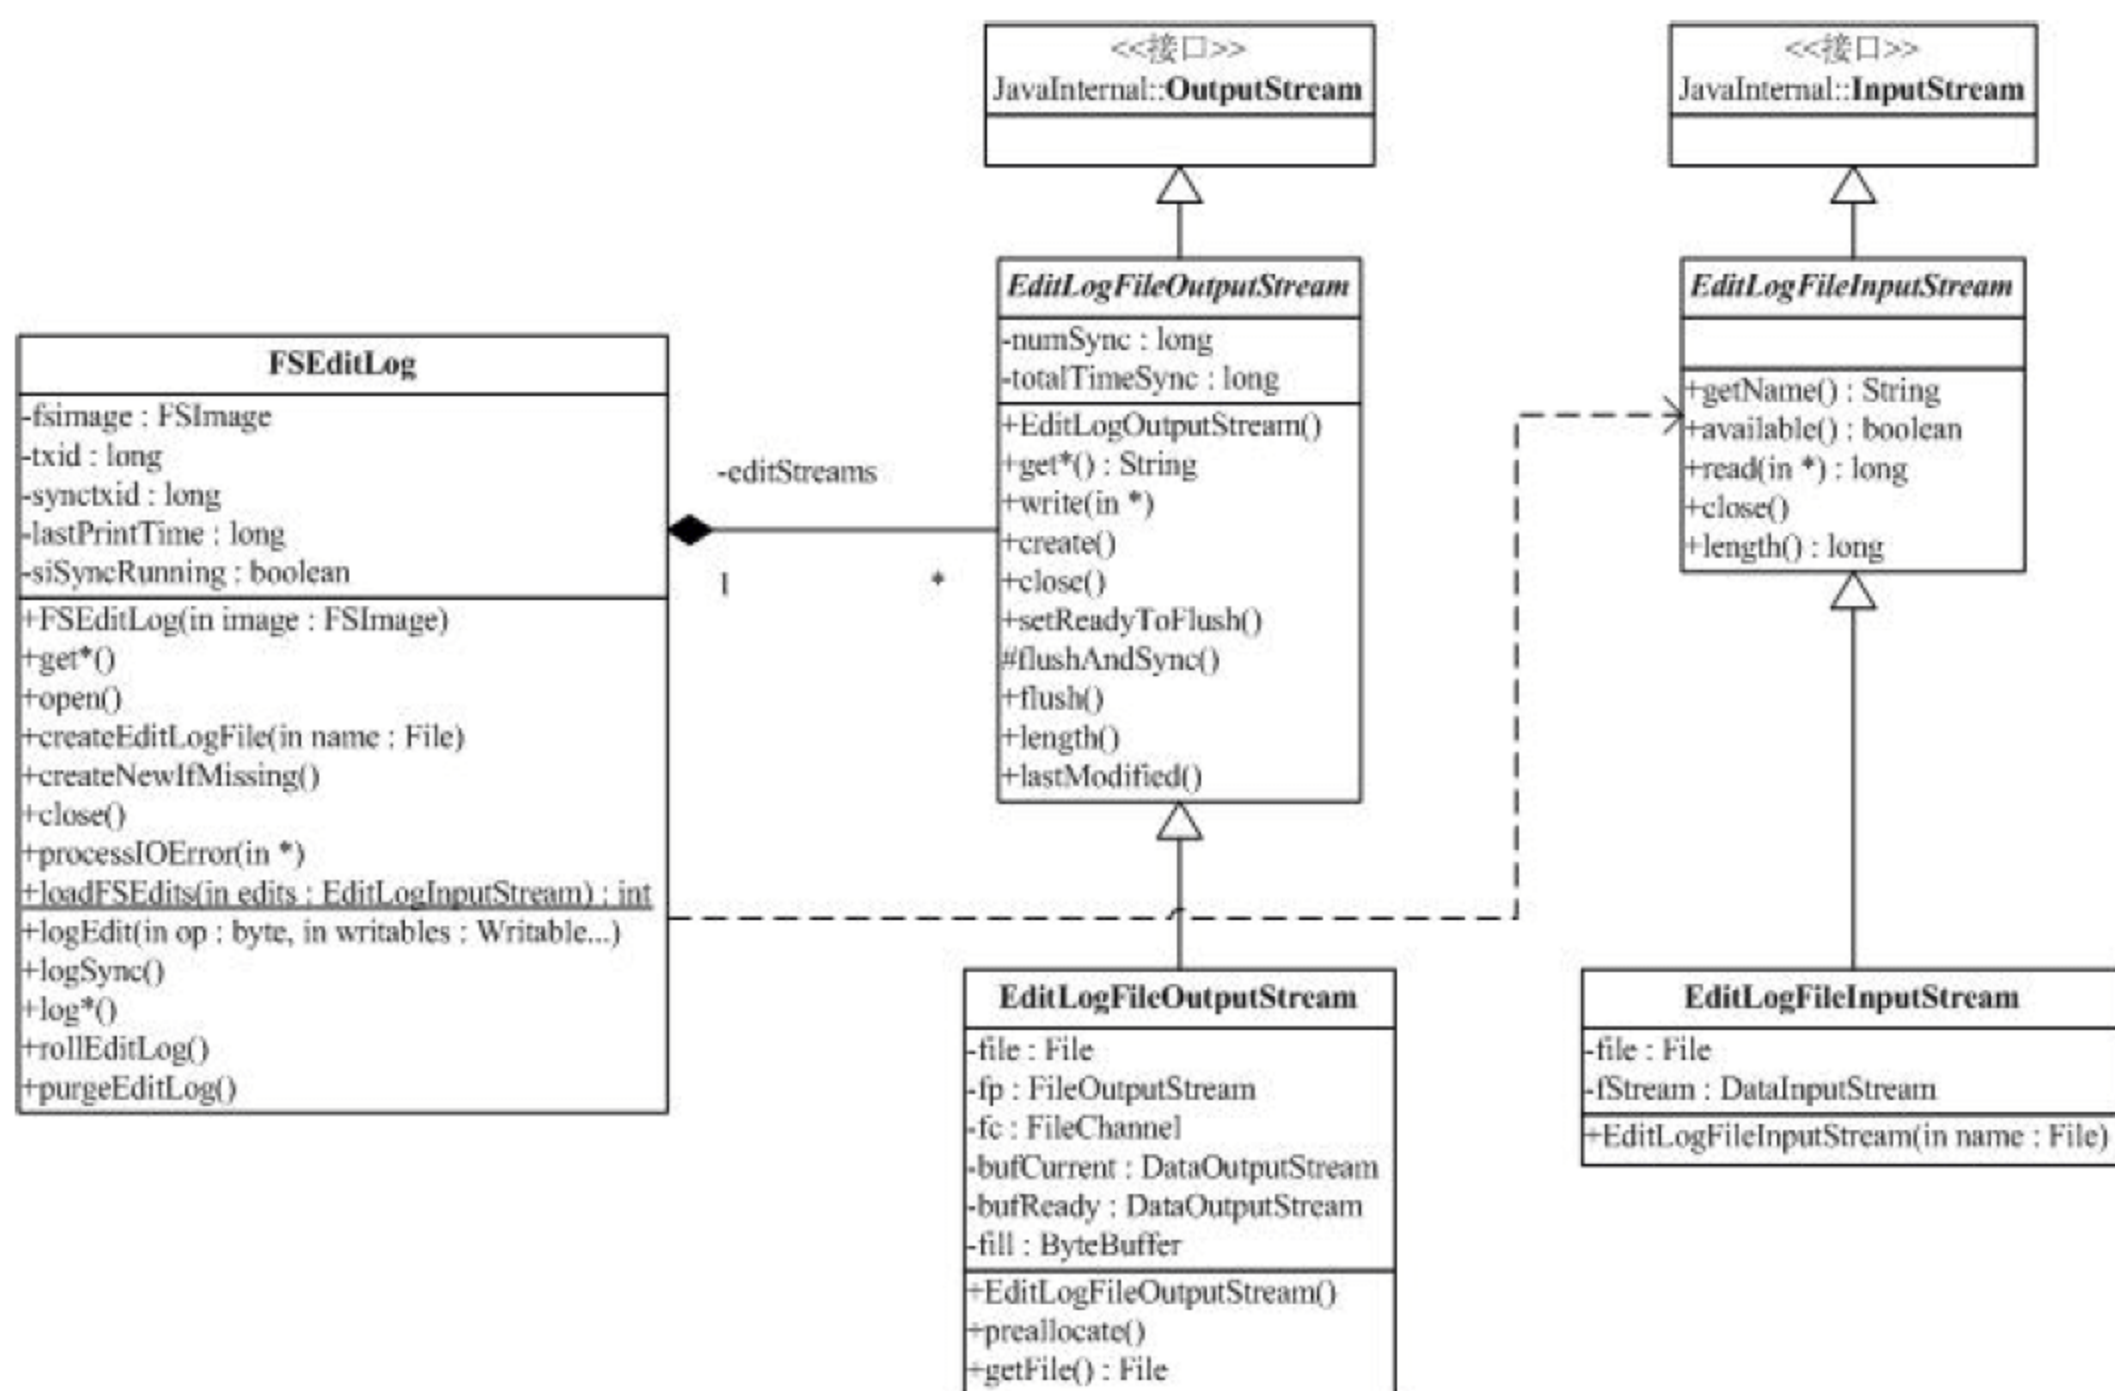 <<接口>>
JavaInternal::OutputStream
<<接口>>
JavaInternal::InputStream
EditLogFileOutputStream
-numSync : long
-totalTimeSync : long
+EditLogOutputStream()
+get*() : String
+write(in *)
+create()
+close()
+setReadyToFlush()
#flushAndSync()
+flush()
+length()
+lastModified()
EditLogFileInputStream
+getName() : String
+available() : boolean
+read(in *) : long
+close()
+length() : long
FSEditLog
-fsimage : FSImage
-txid : long
-synctxid : long
-lastPrintTime : long
-siSyncRunning : boolean
+FSEditLog(in image : FSImage)
+get*()
+open()
+createEditLogFile(in name : File)
+createNewIfMissing()
+close()
+processIOError(in *)
+loadFSEdits(in edits : EditLogInputStream) : int
+logEdit(in op : byte, in writables : Writable...)
+logSync()
+log*()
+rollEditLog()
+purgeEditLog()
-editStreams
1
*
EditLogFileOutputStream
-file : File
-fp : FileOutputStream
-fc : FileChannel
-bufCurrent : DataOutputStream
-bufReady : DataOutputStream
-fill : ByteBuffer
+EditLogFileOutputStream()
+preallocate()
+getFile() : File
EditLogFileInputStream
-file : File
-fStream : DataInputStream
+EditLogFileInputStream(in name : File)